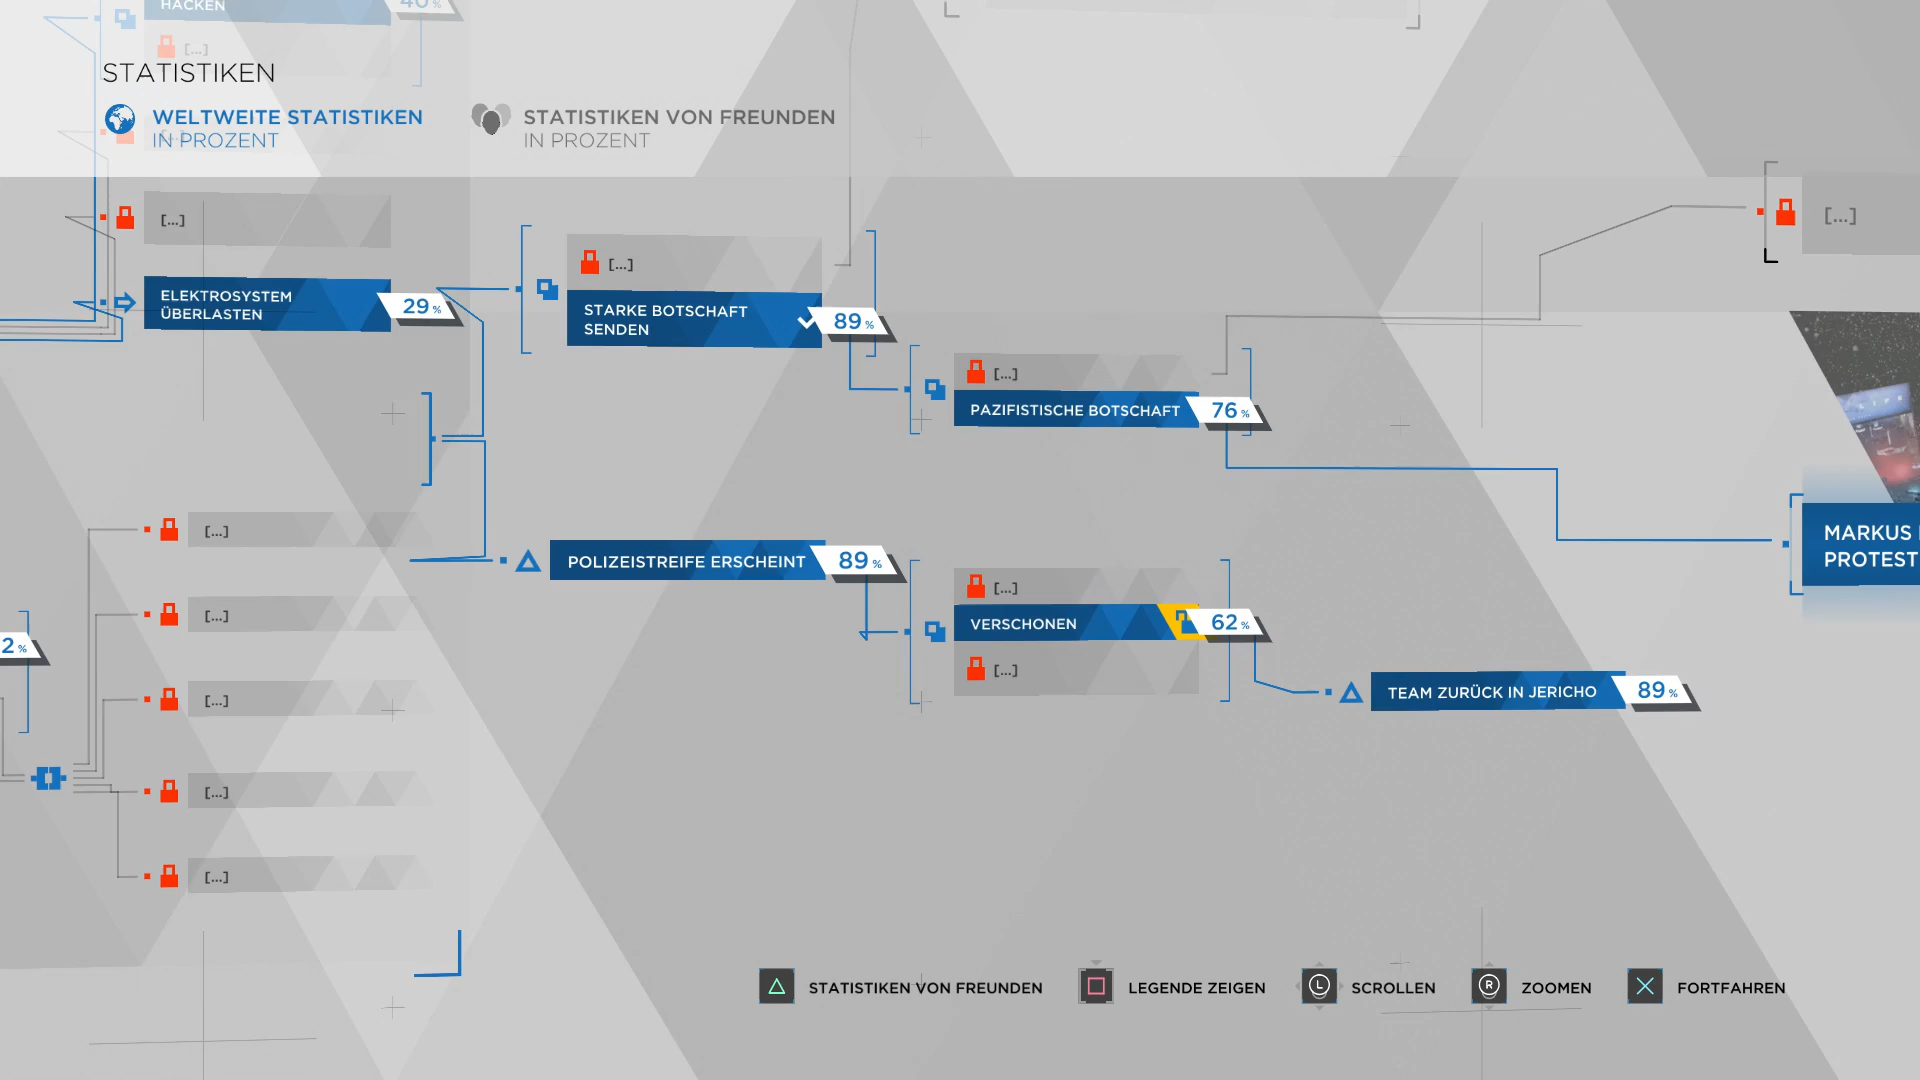 HACKEN
40%
[...]
STATISTIKEN
WELTWEITE STATISTIKEN
IN PROZENT
STATISTIKEN VON FREUNDEN
IN PROZENT
[...]
[...]
[...]
[...]
ELEKTROSYSTEM
ÜBERLASTEN
29%
STARKE BOTSCHAFT
SENDEN
89%
[...]
PAZIFISTISCHE BOTSCHAFT
76%
[...]
POLIZEISTREIFE ERSCHEINT
89%
MARKUS
PROTEST
[...]
[...]
VERSCHONEN
62%
2%
[...]
[...]
TEAM ZURÜCK IN JERICHO
89%
[...]
[...]
STATISTIKEN VON FREUNDEN
LEGENDE ZEIGEN
L
SCROLLEN
R
ZOOMEN
FORTFAHREN